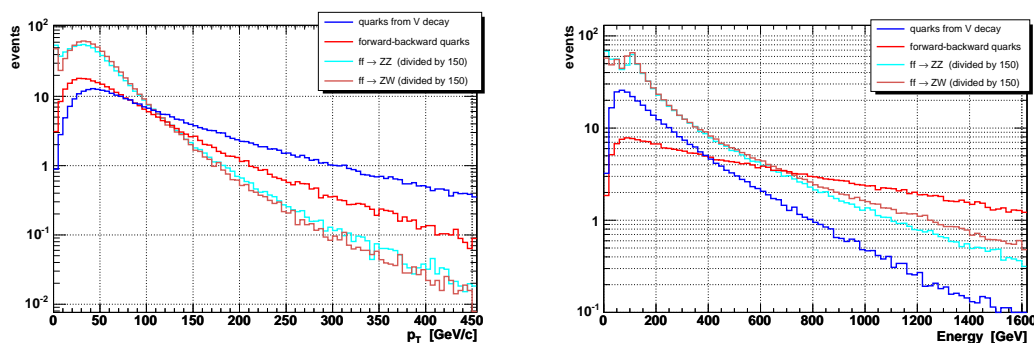 events
10²
10
1
10⁻¹
10⁻²
quarks from V decay
forward-backward quarks
ff → ZZ (divided by 150)
ff → ZW (divided by 150)
0 50 100 150 200 250 300 350 400 450
p_T [GeV/c]
events
10²
10
1
10⁻¹
quarks from V decay
forward-backward quarks
ff → ZZ (divided by 150)
ff → ZW (divided by 150)
0 200 400 600 800 1000 1200 1400 1600
Energy [GeV]